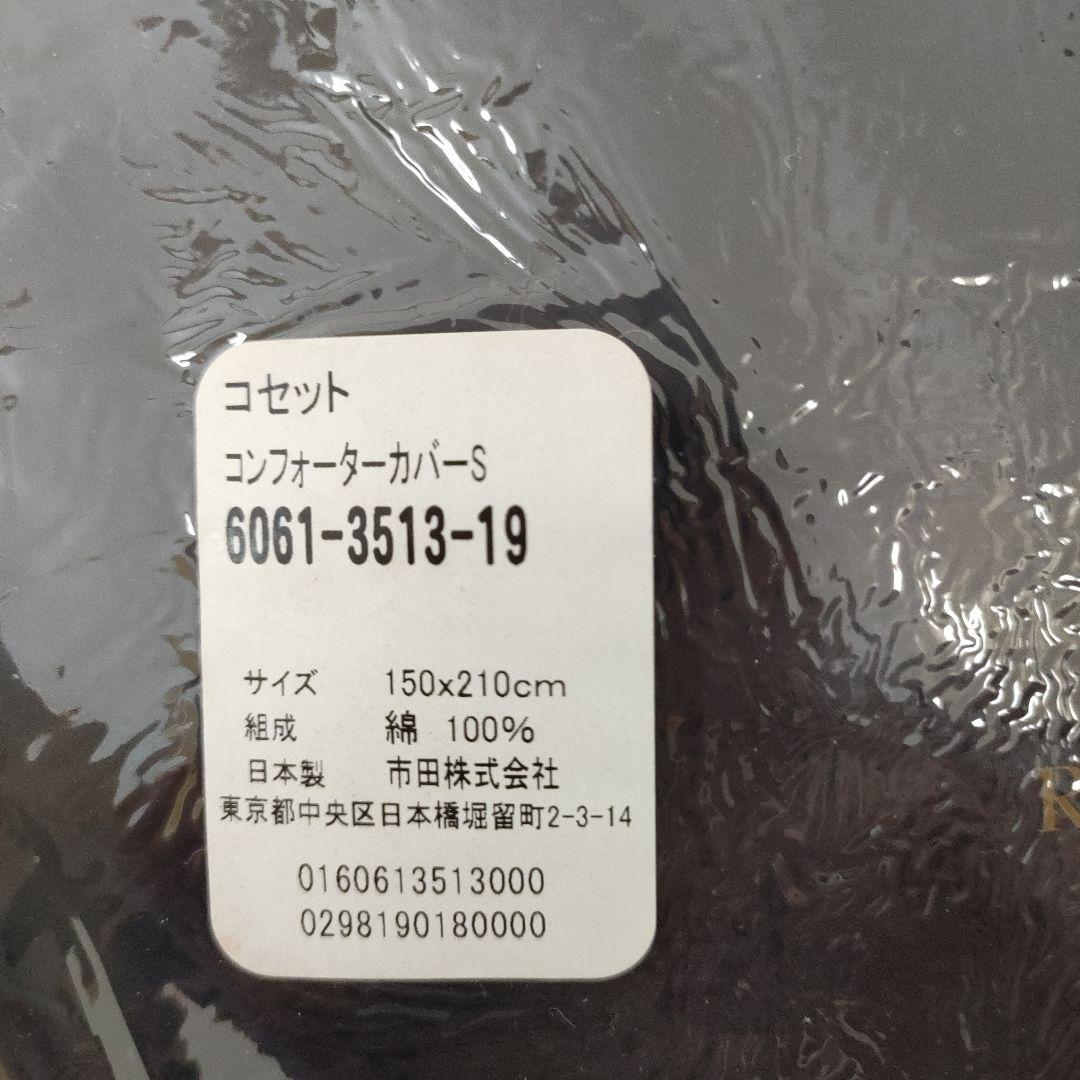 コセット
コンフォーターカバーS
6061-3513-19
サイズ 150x210cm
組成 綿 100%
日本製 市田株式会社
東京都中央区日本橋堀留町2-3-14
0160613513000
0298190180000
R